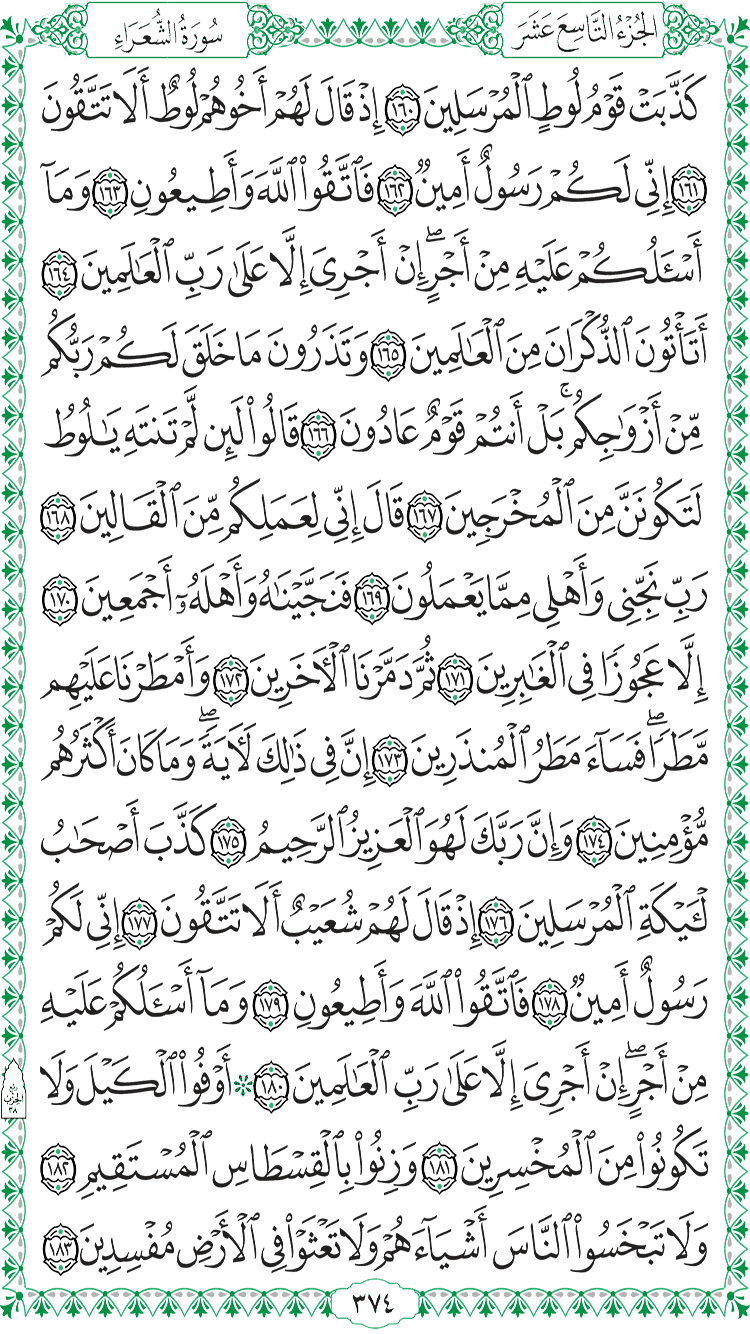 الجُزْءُ التَّاسِعَ عَشَرَ
سُورَةُ الشُّعَرَاءِ
كَذَّبَتۡ قَوۡمُ لُوطٍ ٱلۡمُرۡسَلِينَ ١٦٠ إِذۡ قَالَ لَهُمۡ أَخُوهُمۡ لُوطٌ أَلَا تَتَّقُونَ
١٦١ إِنِّي لَكُمۡ رَسُولٌ أَمِينٌ ١٦٢ فَٱتَّقُواْ ٱللَّهَ وَأَطِيعُونِ ١٦٣ وَمَآ
أَسۡـَٔلُكُمۡ عَلَيۡهِ مِنۡ أَجۡرٍۖ إِنۡ أَجۡرِيَ إِلَّا عَلَىٰ رَبِّ ٱلۡعَٰلَمِينَ ١٦٤
أَتَأۡتُونَ ٱلذُّكۡرَانَ مِنَ ٱلۡعَٰلَمِينَ ١٦٥ وَتَذَرُونَ مَا خَلَقَ لَكُمۡ رَبُّكُم
مِّنۡ أَزۡوَٰجِكُمۚ بَلۡ أَنتُمۡ قَوۡمٌ عَادُونَ ١٦٦ قَالُواْ لَئِن لَّمۡ تَنتَهِ يَٰلُوطُ
لَتَكُونَنَّ مِنَ ٱلۡمُخۡرَجِينَ ١٦٧ قَالَ إِنِّي لِعَمَلِكُم مِّنَ ٱلۡقَالِينَ ١٦٨
رَبِّ نَجِّنِي وَأَهۡلِي مِمَّا يَعۡمَلُونَ ١٦٩ فَنَجَّيۡنَٰهُ وَأَهۡلَهُۥٓ أَجۡمَعِينَ ١٧٠
إِلَّا عَجُوزٗا فِي ٱلۡغَٰبِرِينَ ١٧١ ثُمَّ دَمَّرۡنَا ٱلۡأٓخَرِينَ ١٧٢ وَأَمۡطَرۡنَا عَلَيۡهِم
مَّطَرٗاۖ فَسَآءَ مَطَرُ ٱلۡمُنذَرِينَ ١٧٣ إِنَّ فِي ذَٰلِكَ لَأٓيَةٗۖ وَمَا كَانَ أَكۡثَرُهُم
مُّؤۡمِنِينَ ١٧٤ وَإِنَّ رَبَّكَ لَهُوَ ٱلۡعَزِيزُ ٱلرَّحِيمُ ١٧٥ كَذَّبَ أَصۡحَٰبُ
لۡـَٔيۡكَةِ ٱلۡمُرۡسَلِينَ ١٧٦ إِذۡ قَالَ لَهُمۡ شُعَيۡبٌ أَلَا تَتَّقُونَ ١٧٧ إِنِّي لَكُمۡ
رَسُولٌ أَمِينٌ ١٧٨ فَٱتَّقُواْ ٱللَّهَ وَأَطِيعُونِ ١٧٩ وَمَآ أَسۡـَٔلُكُمۡ عَلَيۡهِ
مِنۡ أَجۡرٍۖ إِنۡ أَجۡرِيَ إِلَّا عَلَىٰ رَبِّ ٱلۡعَٰلَمِينَ ١٨٠ ۞ أَوۡفُواْ ٱلۡكَيۡلَ وَلَا
تَكُونُواْ مِنَ ٱلۡمُخۡسِرِينَ ١٨١ وَزِنُواْ بِٱلۡقِسۡطَاسِ ٱلۡمُسۡتَقِيمِ ١٨٢
وَلَا تَبۡخَسُواْ ٱلنَّاسَ أَشۡيَآءَهُمۡ وَلَا تَعۡثَوۡاْ فِي ٱلۡأَرۡضِ مُفۡسِدِينَ ١٨٣
٣٧٤